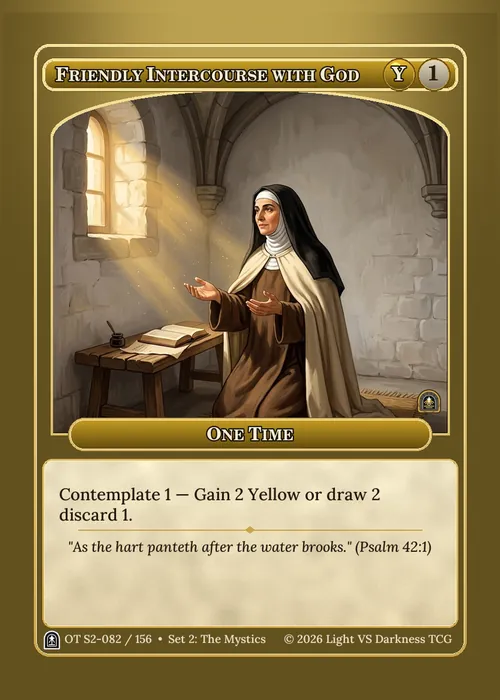 Friendly Intercourse with God Y 1
One Time
Contemplate 1 — Gain 2 Yellow or draw 2
discard 1.
"As the hart panteth after the water brooks." (Psalm 42:1)
OT S2-082 / 156 • Set 2: The Mystics © 2026 Light VS Darkness TCG